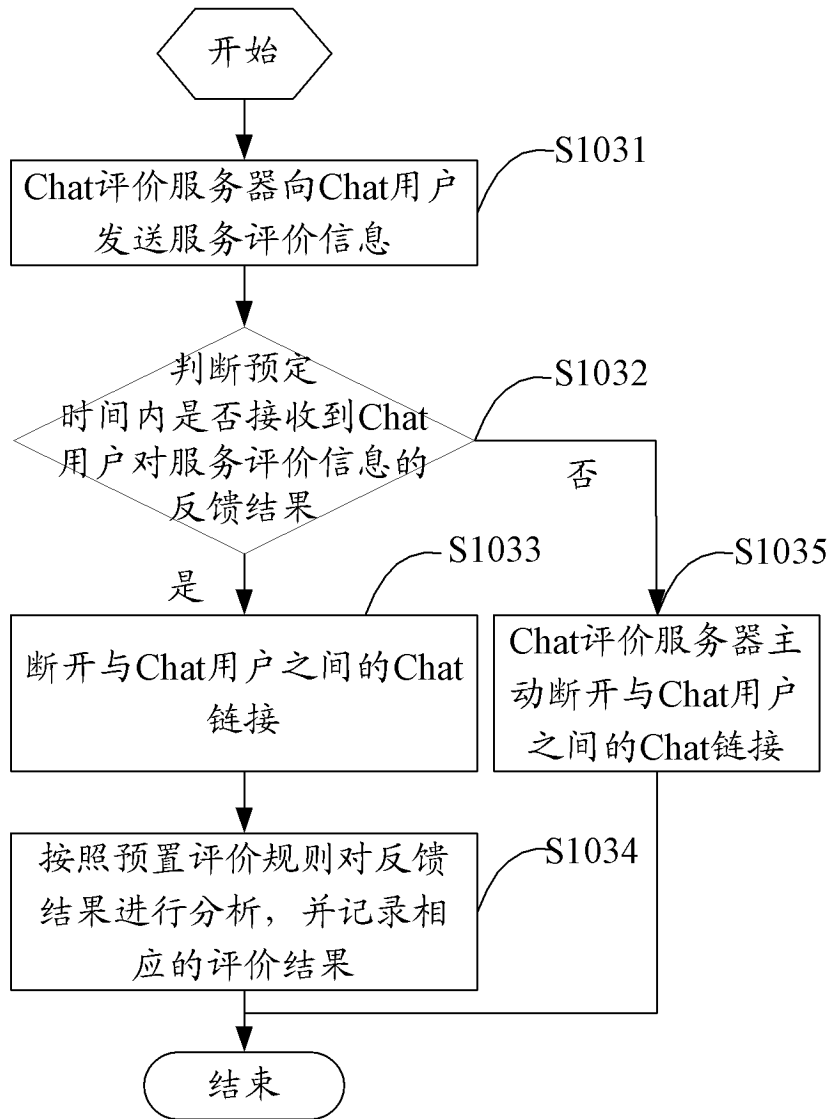 开始
S1031
Chat评价服务器向Chat用户
发送服务评价信息
S1032
判断预定
时间内是否接收到Chat
用户对服务评价信息的
反馈结果
否
是
S1033
S1035
断开与Chat用户之间的Chat
链接
Chat评价服务器主
动断开与Chat用户
之间的Chat链接
S1034
按照预置评价规则对反馈
结果进行分析，并记录相
应的评价结果
结束